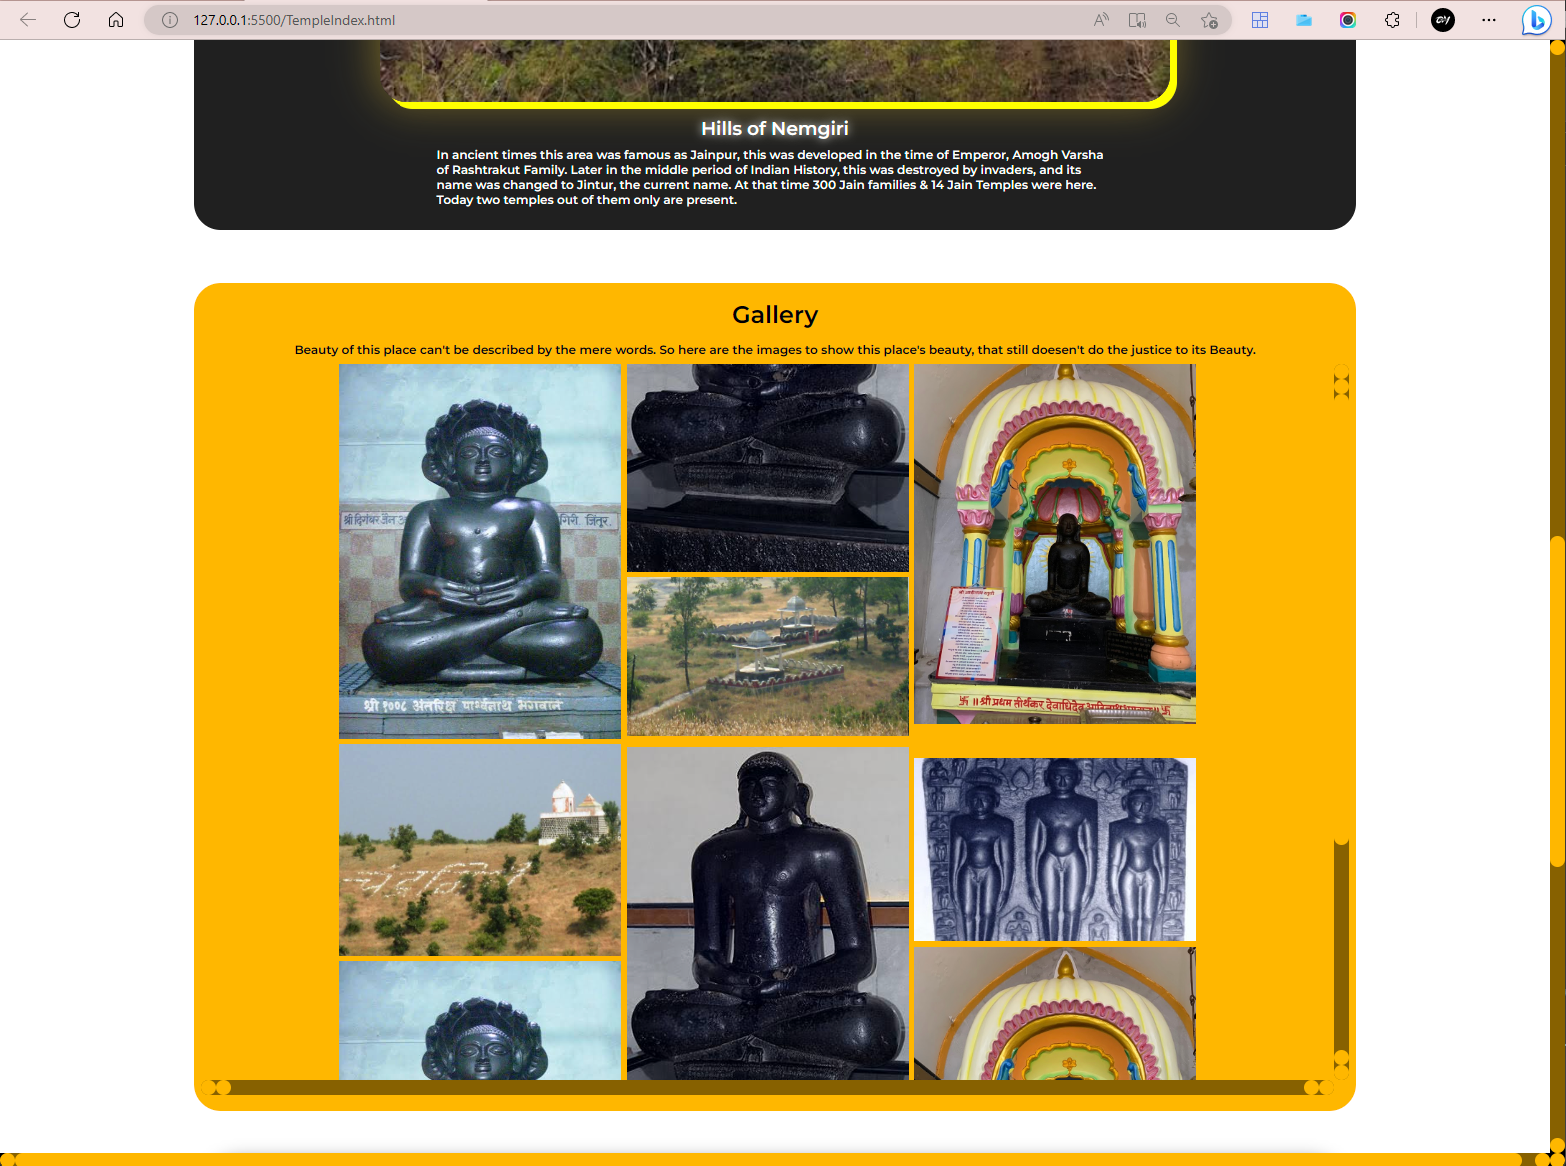 127.0.0.1:5500/TempleIndex.html
Hills of Nemgiri
In ancient times this area was famous as Jainpur, this was developed in the time of Emperor, Amogh Varsha
of Rashtrakut Family. Later in the middle period of Indian History, this was destroyed by invaders, and its
name was changed to Jintur, the current name. At that time 300 Jain families & 14 Jain Temples were here.
Today two temples out of them only are present.
Gallery
Beauty of this place can't be described by the mere words. So here are the images to show this place's beauty, that still doesen't do the justice to its Beauty.
श्री दिगंबर जैन
गिरी जिंतूर.
श्री १००८ अंतरिक्ष पार्श्वनाथ भगवान
॥ श्री प्रथम तीर्थंकर देवाधिदेव